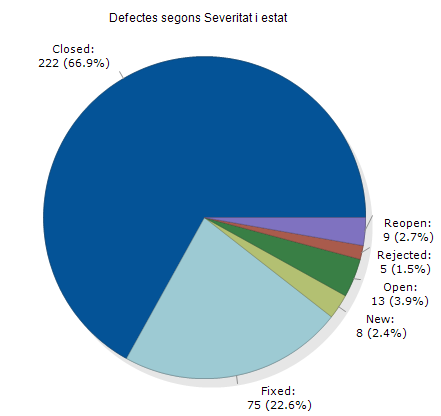 Defectes segons Severitat i estat
Closed:
222 (66.9%)
Reopen:
9 (2.7%)
Rejected:
5 (1.5%)
Open:
13 (3.9%)
New:
8 (2.4%)
Fixed:
75 (22.6%)